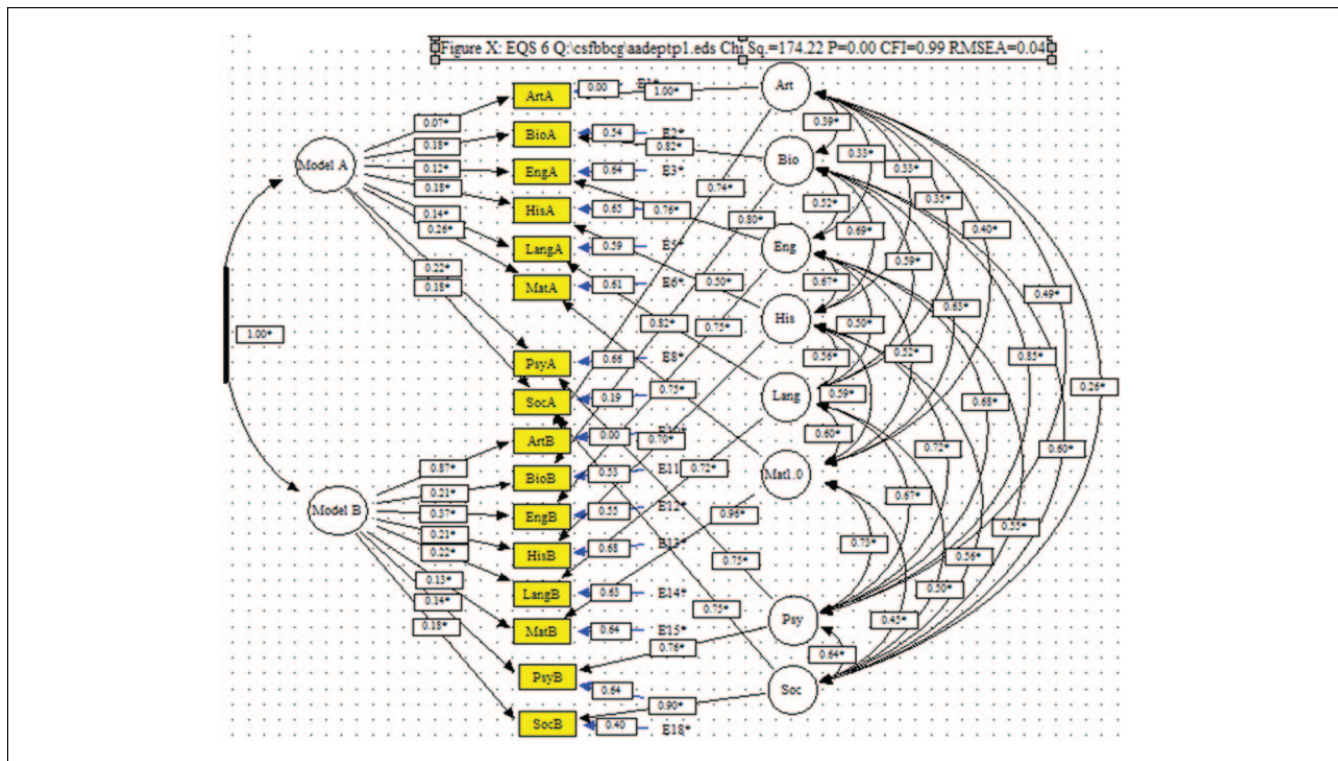 Figure X: EQS 6 Q:\csfbbcg\aadeptp1.eds Chi Sq.=174.22 P=0.00 CFI=0.99 RMSEA=0.04
ArtA 0.00 1.00* Art
0.07*
0.39*
BioA 0.54 E2*
0.18* 0.82* Bio
0.33* 0.33*
Model A
0.12* EngA 0.64 E3*
0.74*
0.18* 0.35*
HisA 0.65 0.76* 0.80* 0.52*
0.14* 0.69* 0.40*
0.26* LangA 0.59 E5* Eng
0.59*
0.22* 0.61 E6* 0.50* 0.67*
0.18* MatA 0.49*
0.63*
0.82* 0.75* His 0.50*
1.00*
0.56* 0.52* 0.85*
PsyA 0.66 E8*
0.26*
SocA 0.19 0.75* Lang 0.59* 0.68*
ArtB 0.00 0.70* 0.60*
0.87* 0.72* 0.60*
BioB 0.53 E11 0.72* Mat1.0
0.21* 0.67*
Model B 0.37* EngB 0.55 E12* 0.96*
0.21* 0.55*
0.22* HisB 0.68 0.73*
0.75* 0.56*
0.13* LangB 0.63 E14* 0.50*
0.14* 0.75* Psy 0.45*
0.18* MatB 0.64 E15*
0.76* 0.64*
PsyB
0.64 Soc
0.90*
SocB 0.40 E18*